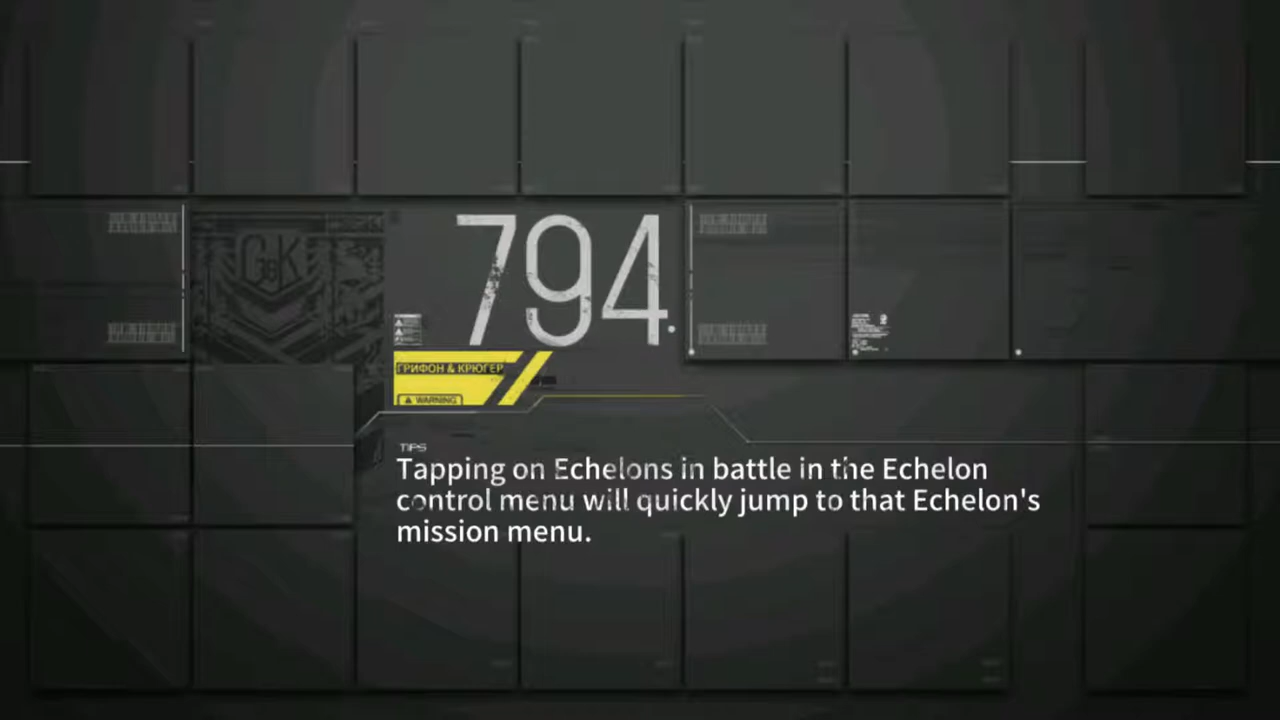 G&K
794.
ГРИФОН & КРЮГЕР
WARNING
TIPS
Tapping on Echelons in battle in the Echelon
control menu will quickly jump to that Echelon's
mission menu.